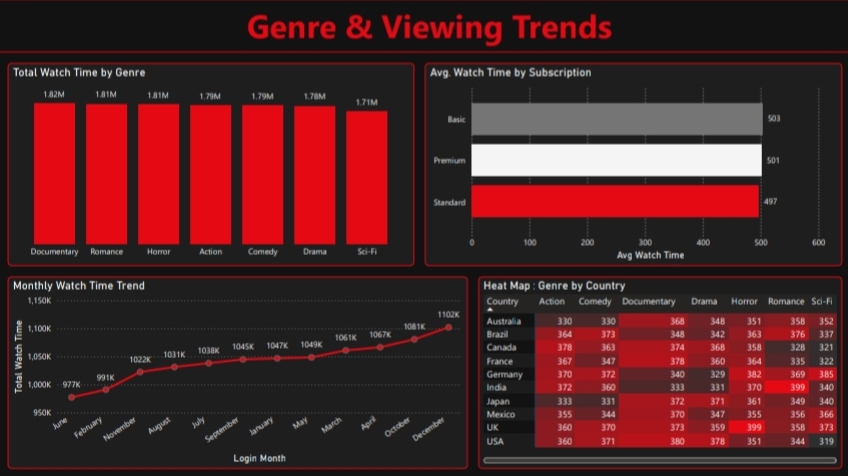 Genre & Viewing Trends
Total Watch Time by Genre
1.82M 1.81M 1.81M 1.79M 1.79M 1.78M 1.71M
Documentary Romance Horror Action Comedy Drama Sci-Fi
Avg. Watch Time by Subscription
Basic 503
Premium 501
Standard 497
0 100 200 300 400 500 600
Avg Watch Time
Monthly Watch Time Trend
Total Watch Time
1,150K
1,100K
1,050K
1,000K
950K
977K 991K 1022K 1031K 1038K 1045K 1047K 1049K 1061K 1067K 1081K 1102K
June February November August July September January May March April October December
Login Month
Heat Map : Genre by Country
Country Action Comedy Documentary Drama Horror Romance Sci-Fi
Australia 330 330 368 348 351 358 352
Brazil 364 373 348 342 363 376 337
Canada 378 363 374 368 358 328 321
France 367 347 378 360 364 335 322
Germany 370 372 340 329 382 369 385
India 372 360 333 331 370 399 340
Japan 333 331 372 371 361 349 340
Mexico 355 344 370 347 355 356 366
UK 360 370 373 359 399 358 373
USA 360 371 380 378 351 344 319